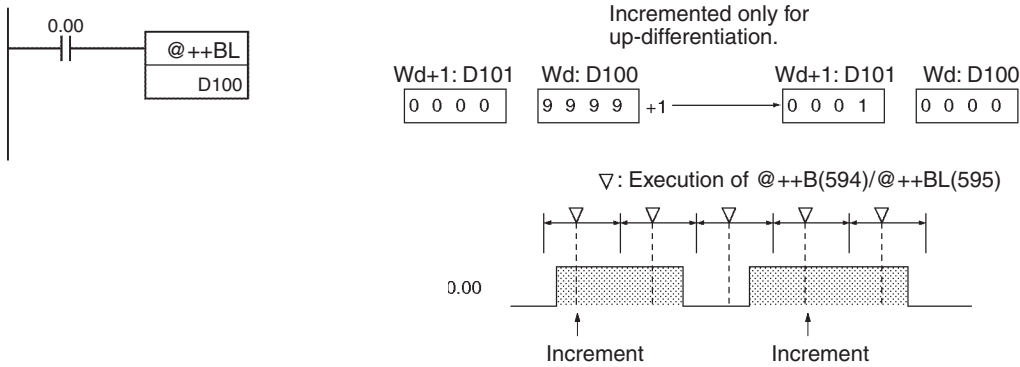 0.00
@++BL
D100
Incremented only for
up-differentiation.
Wd+1: D101 Wd: D100 Wd+1: D101 Wd: D100
0 0 0 0 9 9 9 9 +1 0 0 0 1 0 0 0 0
▽: Execution of @++B(594)/@++BL(595)
0.00
Increment Increment